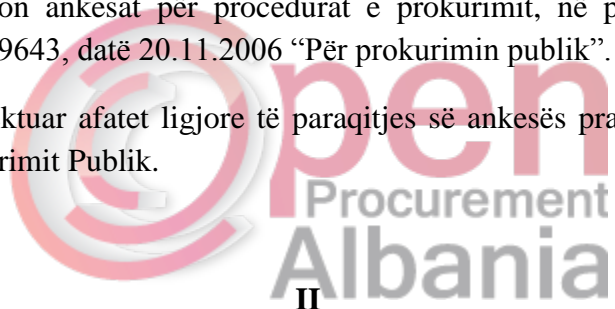 on ankesat për procedurat e prokurimit, në p
9643, datë 20.11.2006 “Për prokurimin publik”.
ktuar afatet ligjore të paraqitjes së ankesës pra
rimit Publik.
Open
Procurement
Albania
II